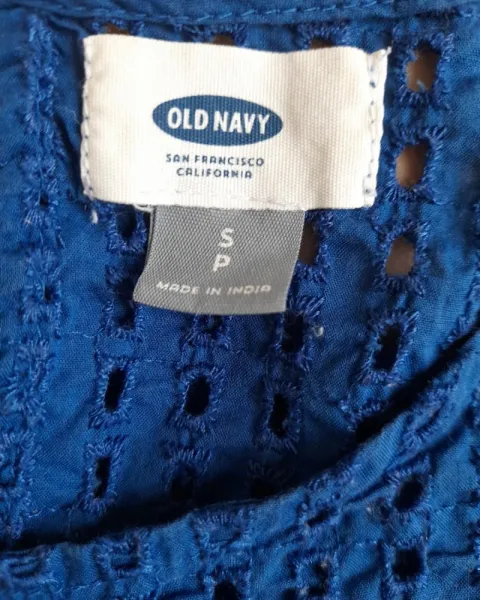 OLD NAVY
SAN FRANCISCO
CALIFORNIA
S
P
MADE IN INDIA